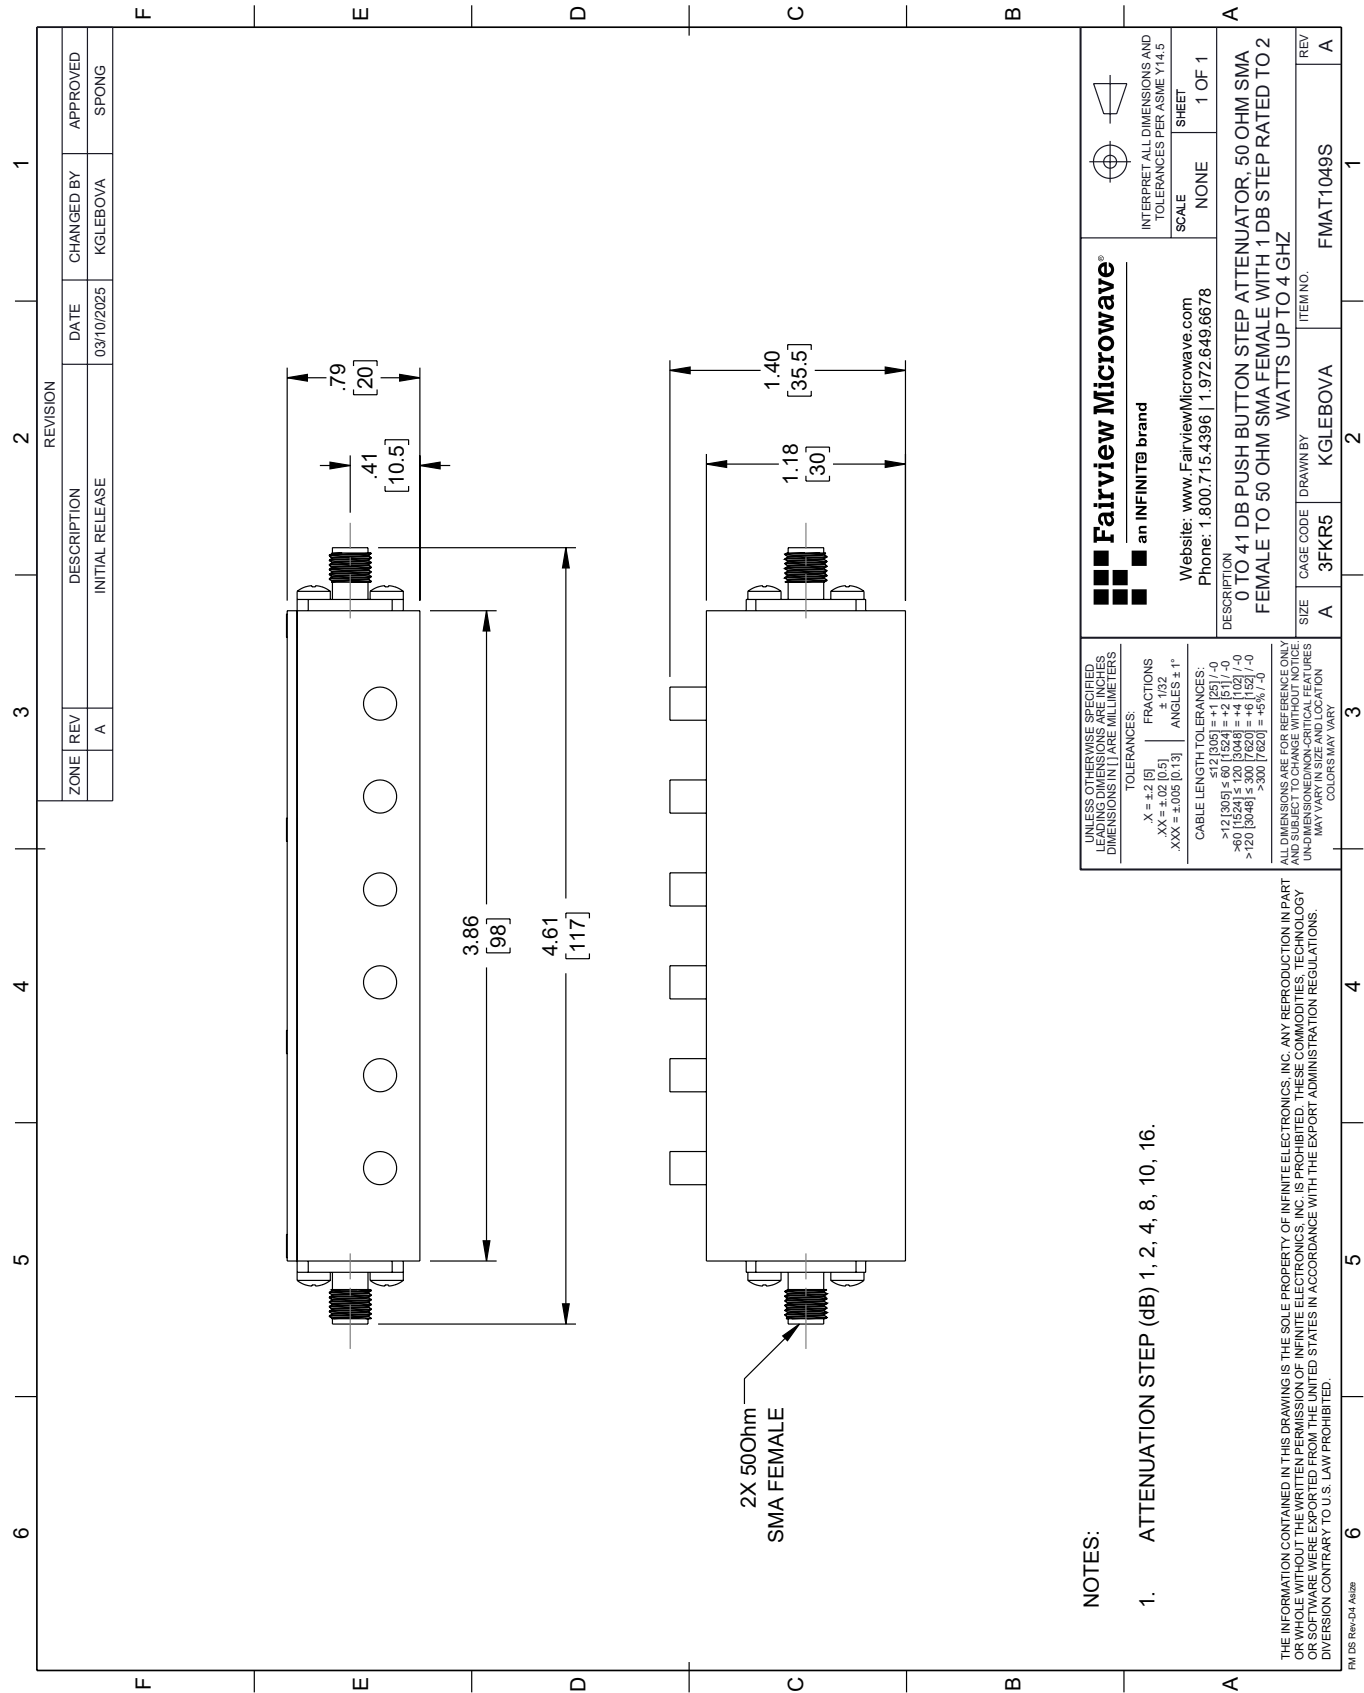 6
5
4
3
2
1
F
E
D
C
B
A
REVISION
ZONE REV DESCRIPTION DATE CHANGED BY APPROVED
A INITIAL RELEASE 03/10/2025 KGLEBOVA SPONG
.79
[20]
.41
[10.5]
3.86
[98]
4.61
[117]
1.40
[35.5]
1.18
[30]
2X 50Ohm
SMA FEMALE
NOTES:
1. ATTENUATION STEP (dB) 1, 2, 4, 8, 10, 16.
THE INFORMATION CONTAINED IN THIS DRAWING IS THE SOLE PROPERTY OF INFINITE ELECTRONICS, INC. ANY REPRODUCTION IN PART
OR WHOLE WITHOUT THE WRITTEN PERMISSION OF INFINITE ELECTRONICS, INC. IS PROHIBITED. THESE COMMODITIES, TECHNOLOGY
OR SOFTWARE WERE EXPORTED FROM THE UNITED STATES IN ACCORDANCE WITH THE EXPORT ADMINISTRATION REGULATIONS.
DIVERSION CONTRARY TO U.S. LAW PROHIBITED.
UNLESS OTHERWISE SPECIFIED
LEADING DIMENSIONS ARE INCHES
DIMENSIONS IN [ ] ARE MILLIMETERS
TOLERANCES:
.X = ±.2 [5] FRACTIONS
.XX = ±.02 [0.5] ± 1/32
.XXX = ±.005 [0.13] ANGLES ± 1°
CABLE LENGTH TOLERANCES:
≤12 [305] = +1 [25] / -0
>12 [305] ≤ 60 [1524] = +2 [51] / -0
>60 [1524] ≤ 120 [3048] = +4 [102] / -0
>120 [3048] ≤ 300 [7620] = +6 [152] / -0
>300 [7620] = +5% / -0
ALL DIMENSIONS ARE FOR REFERENCE ONLY
AND SUBJECT TO CHANGE WITHOUT NOTICE.
UN-DIMENSIONED/NON-CRITICAL FEATURES
MAY VARY IN SIZE AND LOCATION
COLORS MAY VARY
Fairview Microwave®
an INFINIT@ brand
Website: www.FairviewMicrowave.com
Phone: 1.800.715.4396 | 1.972.649.6678
INTERPRET ALL DIMENSIONS AND
TOLERANCES PER ASME Y14.5
SCALE SHEET
NONE 1 OF 1
DESCRIPTION
0 TO 41 DB PUSH BUTTON STEP ATTENUATOR, 50 OHM SMA
FEMALE TO 50 OHM SMA FEMALE WITH 1 DB STEP RATED TO 2
WATTS UP TO 4 GHZ
SIZE CAGE CODE DRAWN BY ITEM NO. REV
A 3FKR5 KGLEBOVA FMAT1049S A
6
5
4
3
2
1
F
E
D
C
B
A
FM DS Rev-D4 Asize